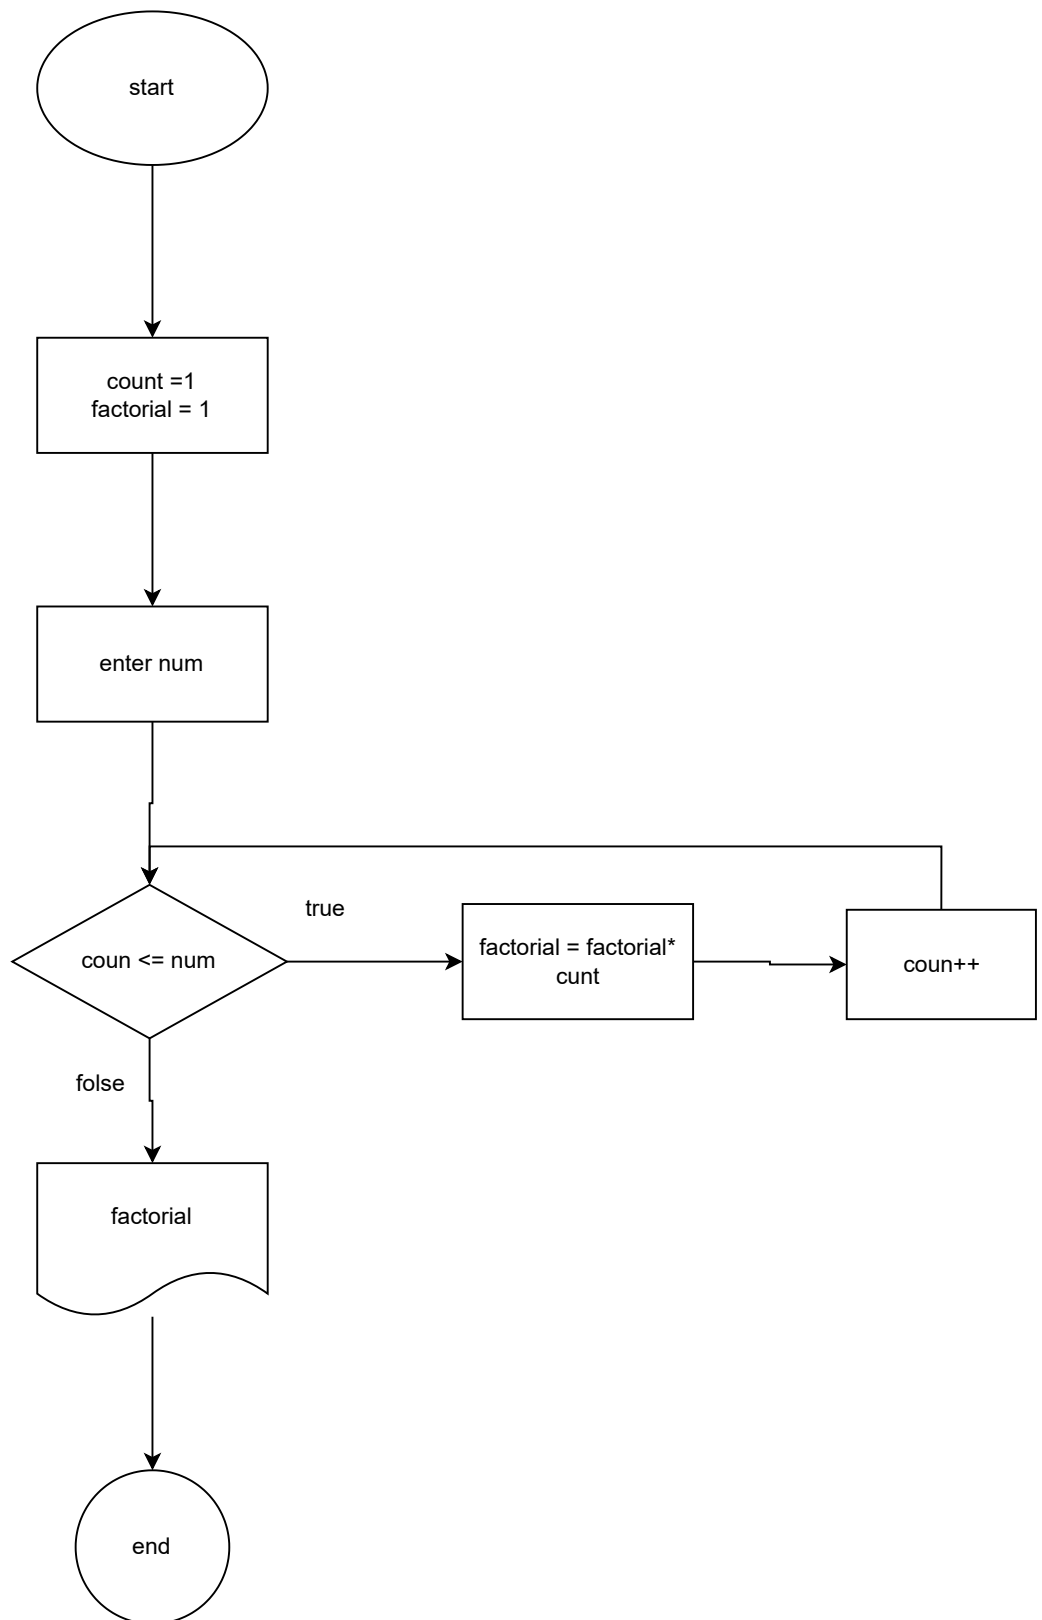 start
count =1
factorial = 1
enter num
true
coun <= num
factorial = factorial*
cunt
coun++
folse
factorial
end